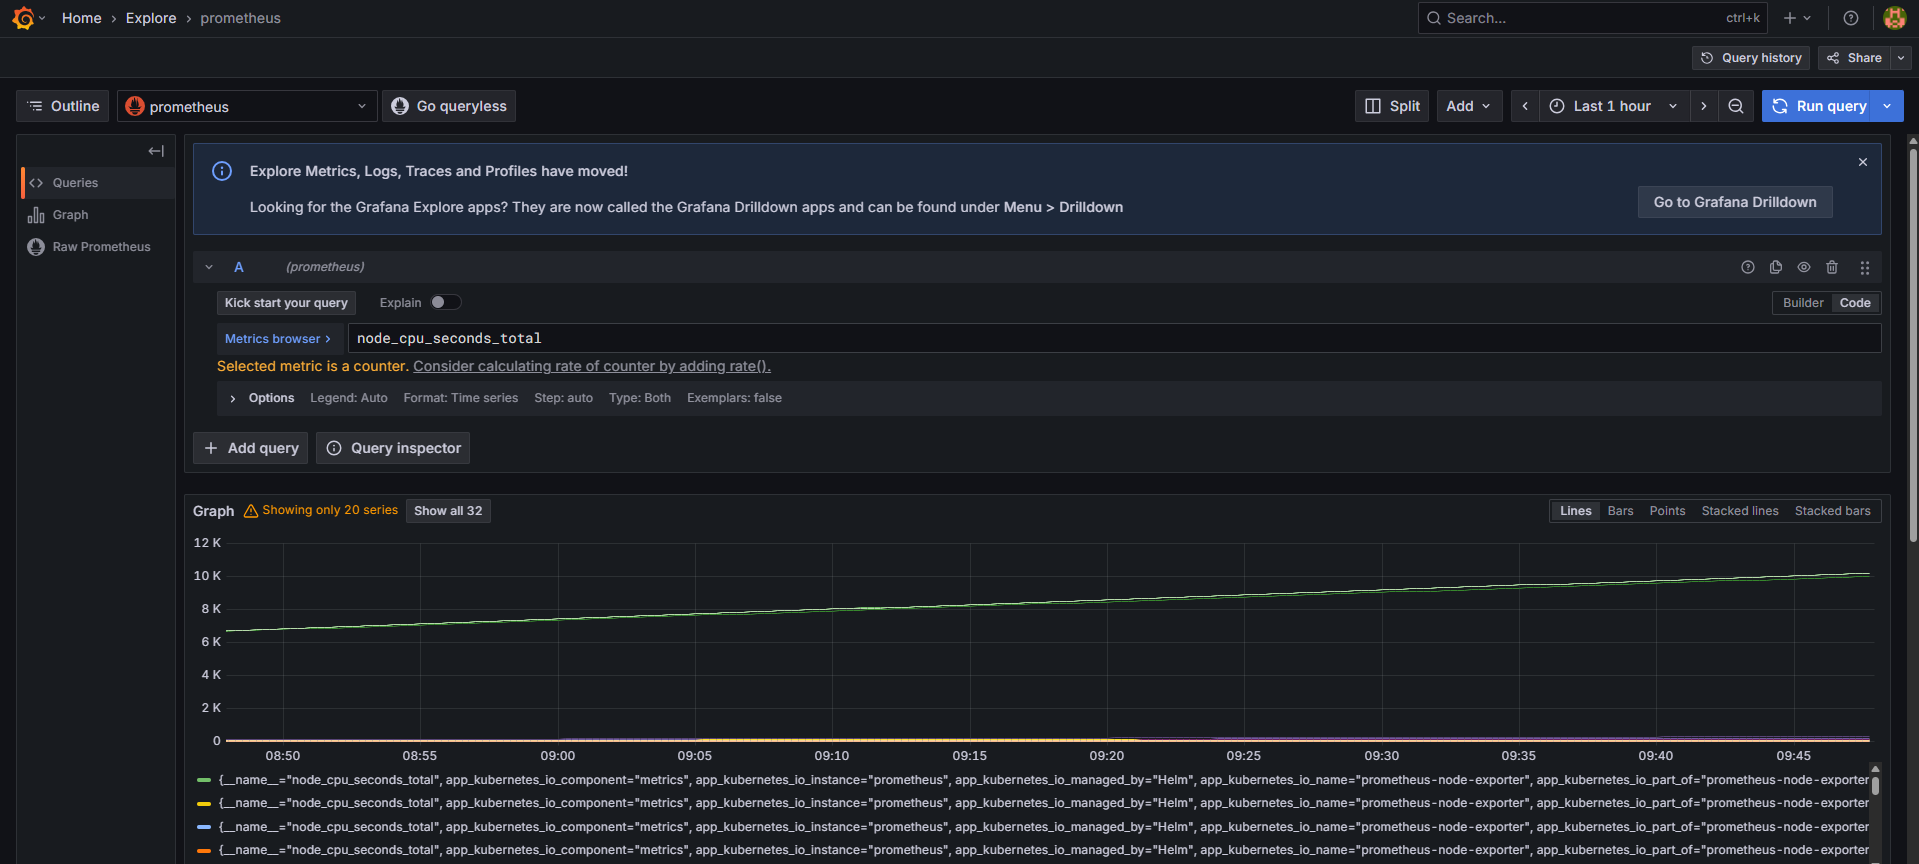 Home › Explore › prometheus
Search... ctrl+k
Query history Share
Outline prometheus Go queryless Split Add Last 1 hour Run query
Queries
Graph
Raw Prometheus
Explore Metrics, Logs, Traces and Profiles have moved!
Looking for the Grafana Explore apps? They are now called the Grafana Drilldown apps and can be found under Menu > Drilldown
Go to Grafana Drilldown
A (prometheus)
Kick start your query Explain Builder Code
Metrics browser > node_cpu_seconds_total
Selected metric is a counter. Consider calculating rate of counter by adding rate().
Options Legend: Auto Format: Time series Step: auto Type: Both Exemplars: false
+ Add query Query inspector
Graph Showing only 20 series Show all 32 Lines Bars Points Stacked lines Stacked bars
12 K
10 K
8 K
6 K
4 K
2 K
0
08:50 08:55 09:00 09:05 09:10 09:15 09:20 09:25 09:30 09:35 09:40 09:45
{__name__="node_cpu_seconds_total", app_kubernetes_io_component="metrics", app_kubernetes_io_instance="prometheus", app_kubernetes_io_managed_by="Helm", app_kubernetes_io_name="prometheus-node-exporter", app_kubernetes_io_part_of="prometheus-node-exporter
{__name__="node_cpu_seconds_total", app_kubernetes_io_component="metrics", app_kubernetes_io_instance="prometheus", app_kubernetes_io_managed_by="Helm", app_kubernetes_io_name="prometheus-node-exporter", app_kubernetes_io_part_of="prometheus-node-exporter
{__name__="node_cpu_seconds_total", app_kubernetes_io_component="metrics", app_kubernetes_io_instance="prometheus", app_kubernetes_io_managed_by="Helm", app_kubernetes_io_name="prometheus-node-exporter", app_kubernetes_io_part_of="prometheus-node-exporter
{__name__="node_cpu_seconds_total", app_kubernetes_io_component="metrics", app_kubernetes_io_instance="prometheus", app_kubernetes_io_managed_by="Helm", app_kubernetes_io_name="prometheus-node-exporter", app_kubernetes_io_part_of="prometheus-node-exporter